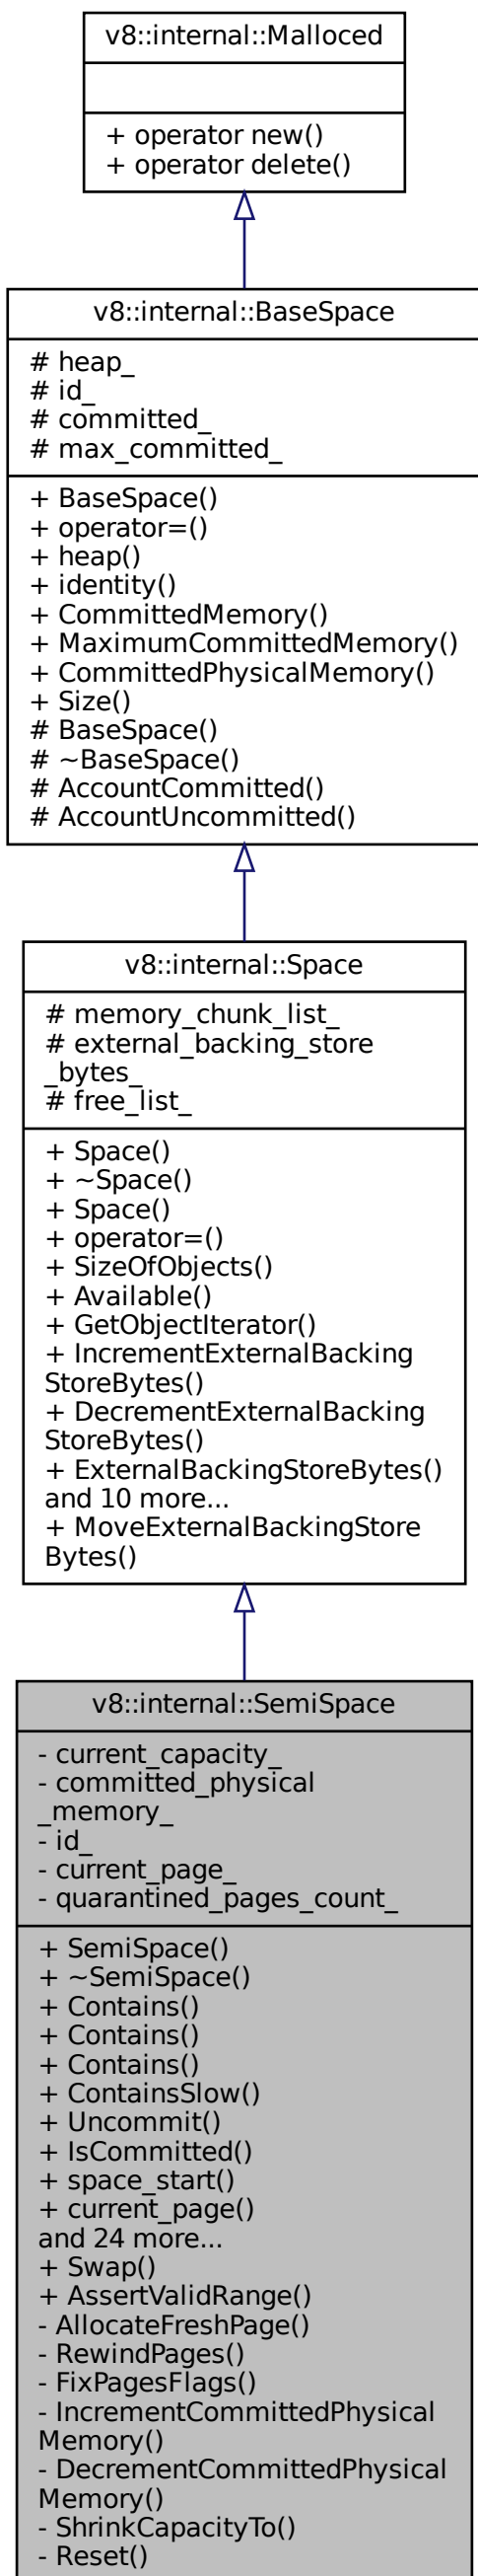 v8::internal::Malloced
+ operator new()
+ operator delete()
v8::internal::BaseSpace
# heap_
# id_
# committed_
# max_committed_
+ BaseSpace()
+ operator=()
+ heap()
+ identity()
+ CommittedMemory()
+ MaximumCommittedMemory()
+ CommittedPhysicalMemory()
+ Size()
# BaseSpace()
# ~BaseSpace()
# AccountCommitted()
# AccountUncommitted()
v8::internal::Space
# memory_chunk_list_
# external_backing_store
_bytes_
# free_list_
+ Space()
+ ~Space()
+ Space()
+ operator=()
+ SizeOfObjects()
+ Available()
+ GetObjectIterator()
+ IncrementExternalBacking
StoreBytes()
+ DecrementExternalBacking
StoreBytes()
+ ExternalBackingStoreBytes()
and 10 more...
+ MoveExternalBackingStore
Bytes()
v8::internal::SemiSpace
- current_capacity_
- committed_physical
_memory_
- id_
- current_page_
- quarantined_pages_count_
+ SemiSpace()
+ ~SemiSpace()
+ Contains()
+ Contains()
+ Contains()
+ ContainsSlow()
+ Uncommit()
+ IsCommitted()
+ space_start()
+ current_page()
and 24 more...
+ Swap()
+ AssertValidRange()
- AllocateFreshPage()
- RewindPages()
- FixPagesFlags()
- IncrementCommittedPhysical
Memory()
- DecrementCommittedPhysical
Memory()
- ShrinkCapacityTo()
- Reset()